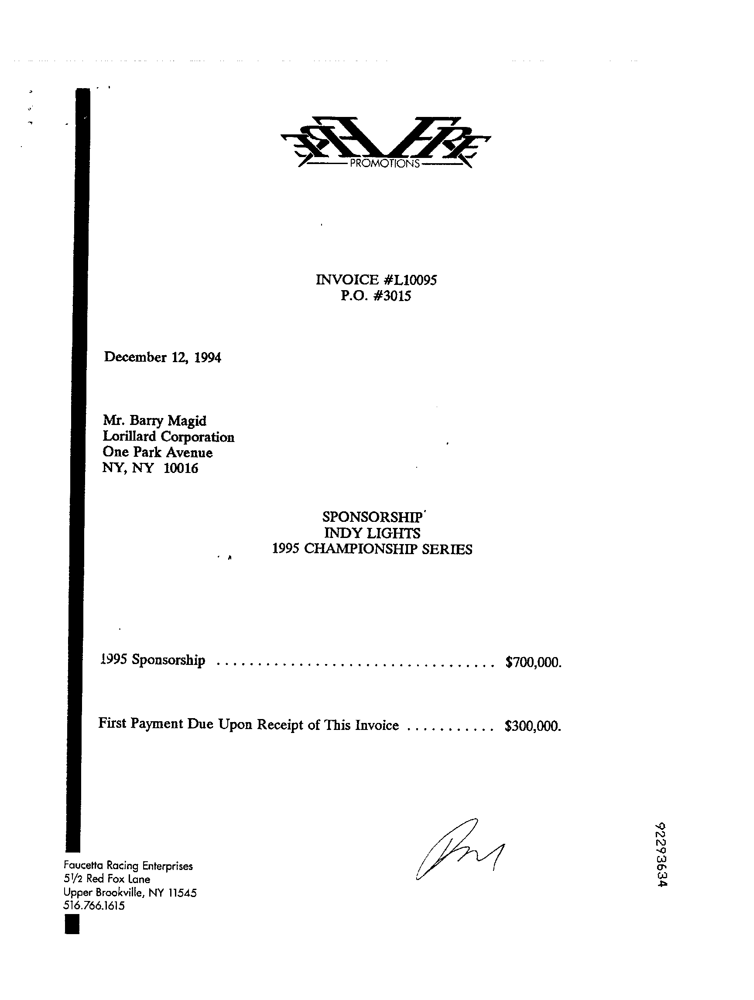 PROMOTIONS
INVOICE #L10095
P.O. #3015
December 12, 1994
Mr. Barry Magid
Lorillard Corporation
One Park Avenue
NY, NY 10016
SPONSORSHIP
INDY LIGHTS
1995 CHAMPIONSHIP SERIES
1995 Sponsorship .................................. $700,000.
First Payment Due Upon Receipt of This Invoice ........... $300,000.
Faucetta Racing Enterprises
5 1/2 Red Fox Lane
Upper Brookville, NY 11545
516.766.1615
92293634